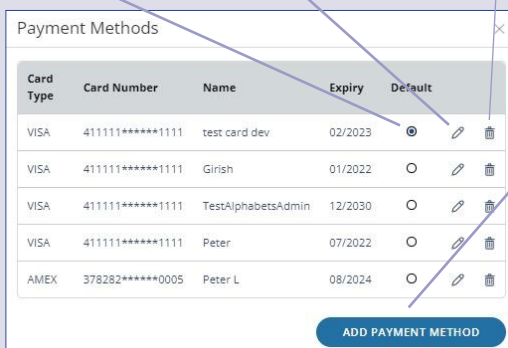 Payment Methods
Card Type Card Number Name Expiry Default
VISA 411111******1111 test card dev 02/2023
VISA 411111******1111 Girish 01/2022
VISA 411111******1111 TestAlphabetsAdmin 12/2030
VISA 411111******1111 Peter 07/2022
AMEX 378282******0005 Peter L 08/2024
ADD PAYMENT METHOD